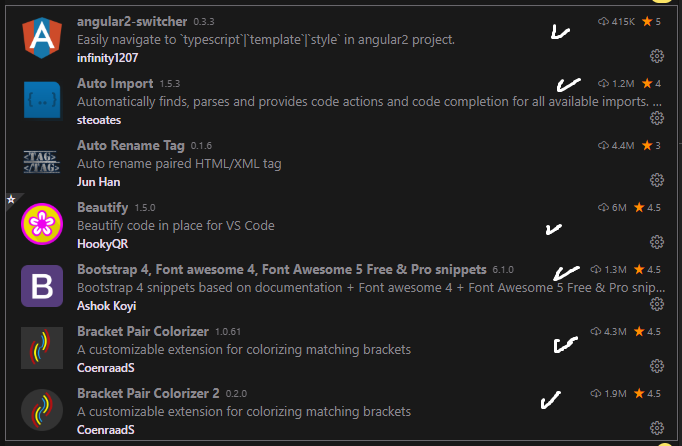 angular2-switcher 0.3.3 415K 5
Easily navigate to `typescript`|`template`|`style` in angular2 project.
infinity1207
Auto Import 1.5.3 1.2M 4
Automatically finds, parses and provides code actions and code completion for all available imports. ...
steoates
<TAG>
</TAG>
Auto Rename Tag 0.1.6 4.4M 3
Auto rename paired HTML/XML tag
Jun Han
Beautify 1.5.0 6M 4.5
Beautify code in place for VS Code
HookyQR
B
Bootstrap 4, Font awesome 4, Font Awesome 5 Free & Pro snippets 6.1.0 1.3M 4.5
Bootstrap 4 snippets based on documentation + Font awesome 4 + Font Awesome 5 Free & Pro snip...
Ashok Koyi
Bracket Pair Colorizer 1.0.61 4.3M 4.5
A customizable extension for colorizing matching brackets
CoenraadS
Bracket Pair Colorizer 2 0.2.0 1.9M 4.5
A customizable extension for colorizing matching brackets
CoenraadS